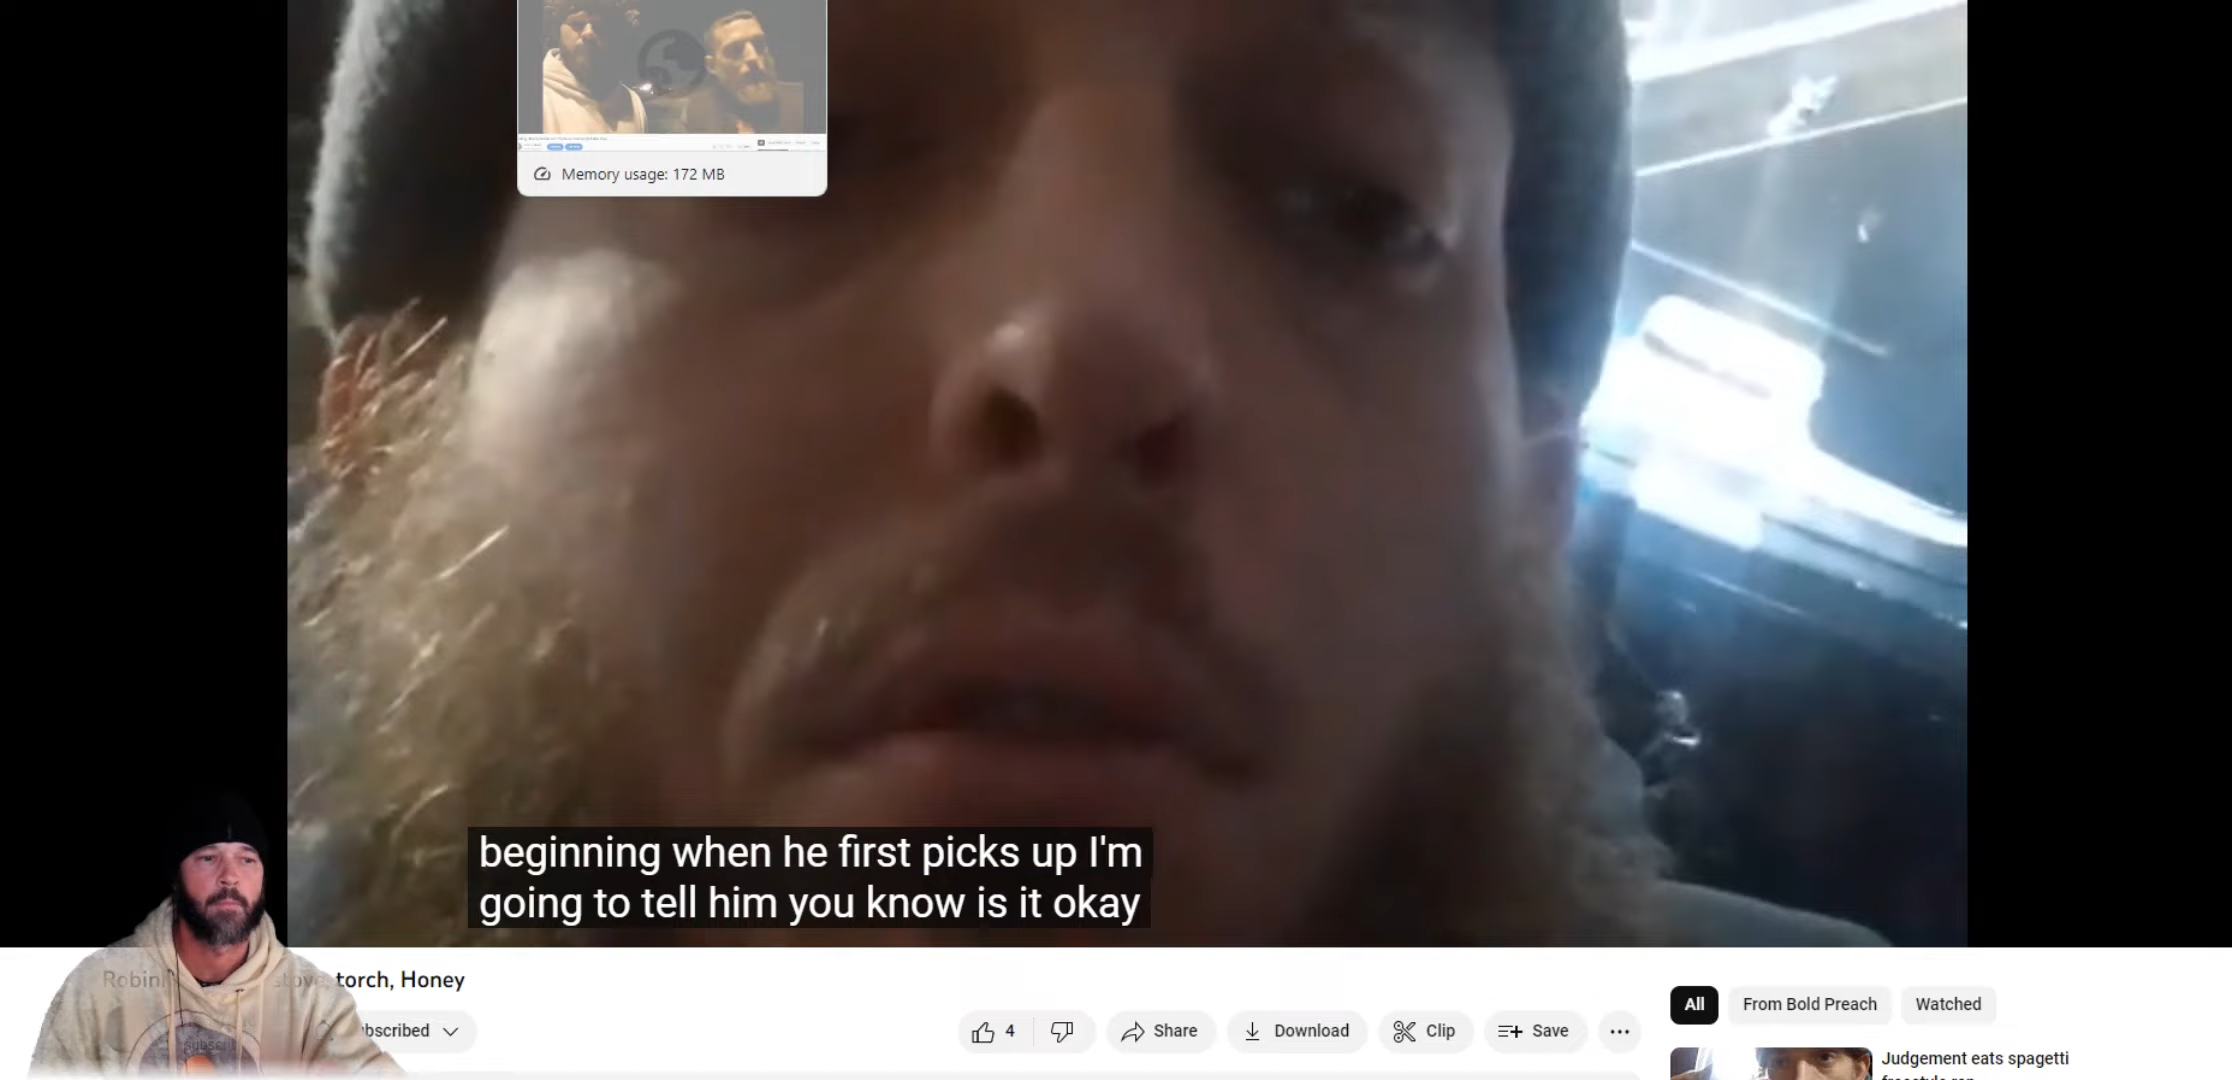 Memory usage: 172 MB
beginning when he first picks up I'm
going to tell him you know is it okay
torch, Honey
4
Share
Download
Clip
Save
All
From Bold Preach
Watched
Judgement eats spagetti